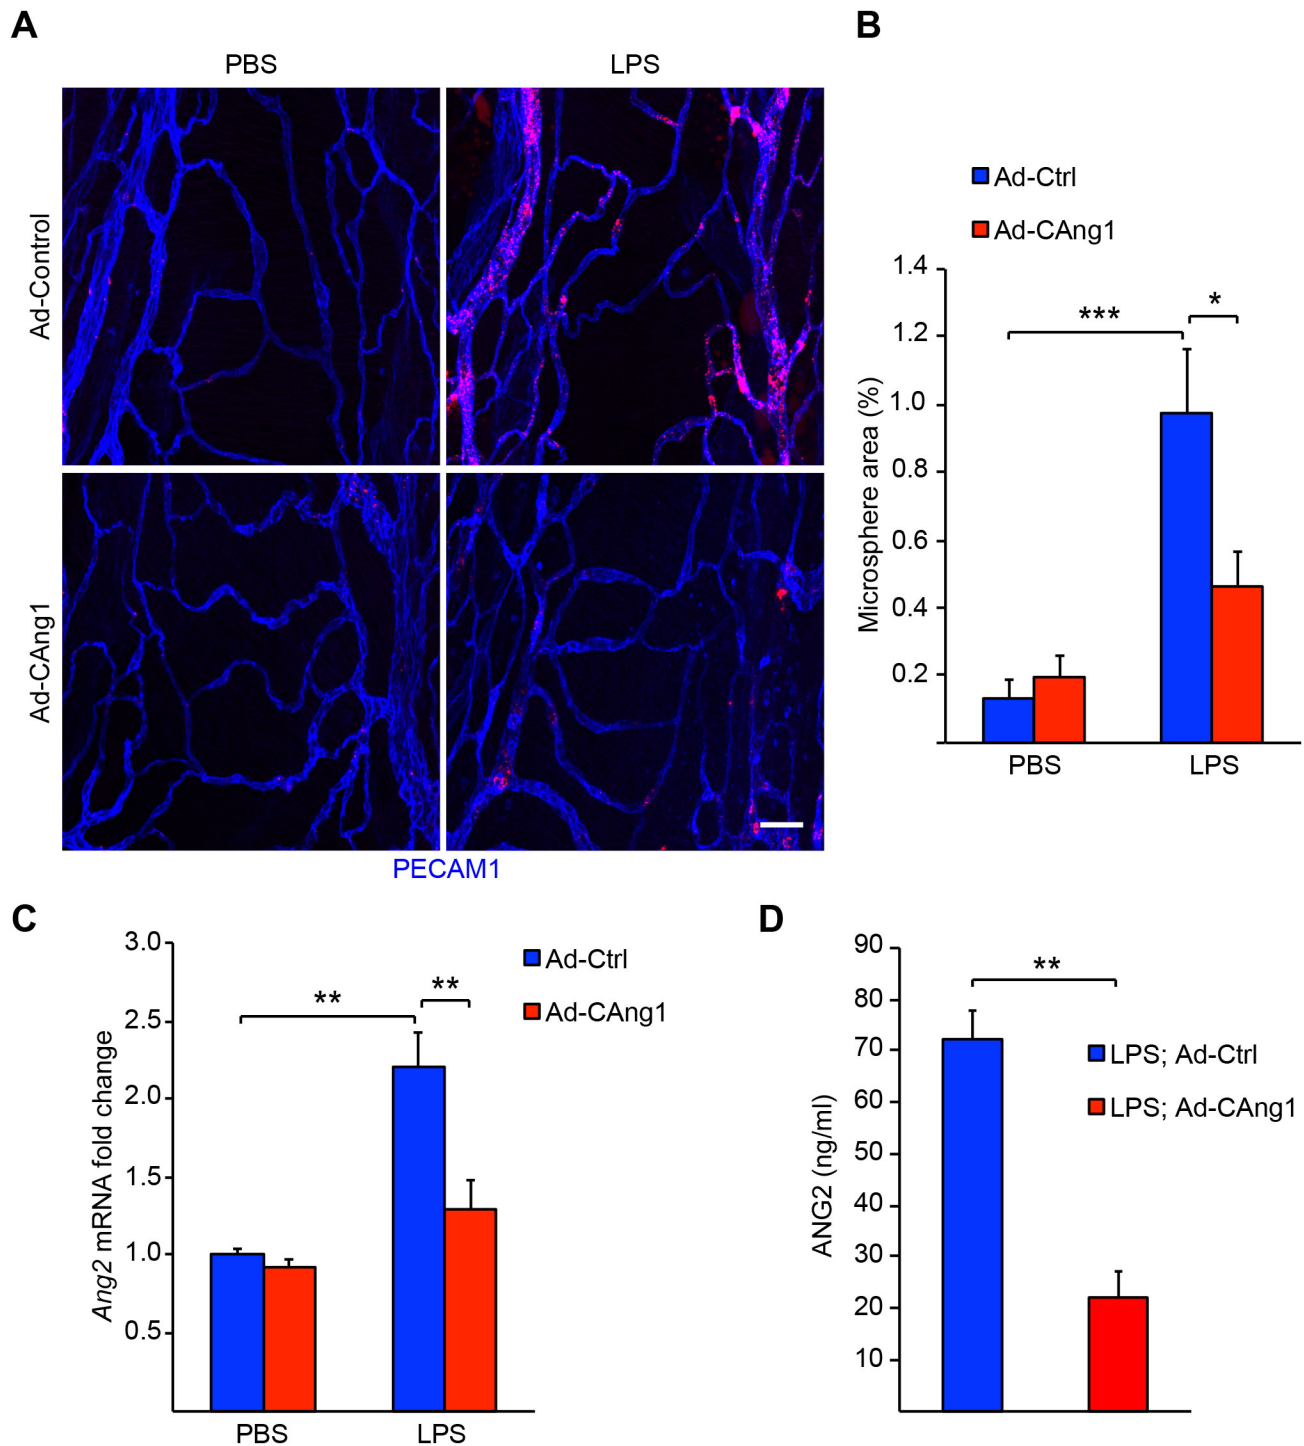 A
PBS
LPS
Ad-Control
Ad-CAng1
PECAM1
B
Ad-Ctrl
Ad-CAng1
Microsphere area (%)
1.4
1.2
1.0
0.8
0.6
0.4
0.2
***
*
PBS
LPS
C
Ad-Ctrl
Ad-CAng1
Ang2 mRNA fold change
3.0
2.5
2.0
1.5
1.0
0.5
**
**
PBS
LPS
D
LPS; Ad-Ctrl
LPS; Ad-CAng1
ANG2 (ng/ml)
90
80
70
60
50
40
30
20
10
**